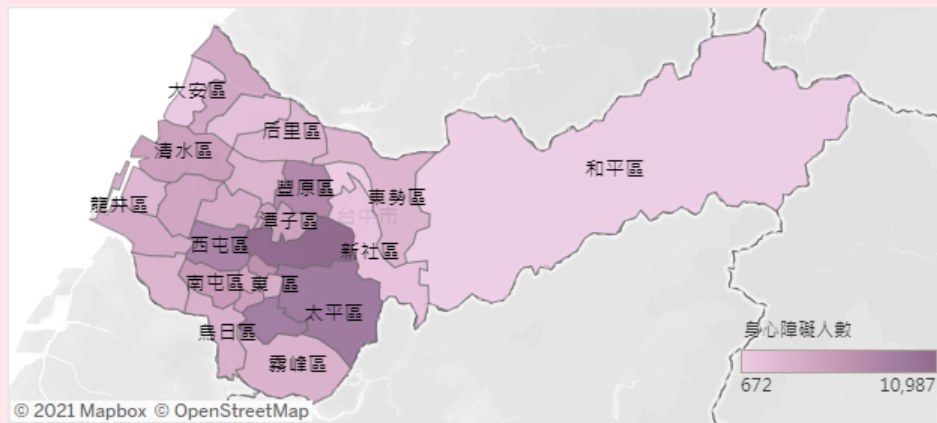 大安區
后里區
清水區
豐原區
東勢區
和平區
龍井區
台中市
潭子區
西屯區
新社區
南屯區
東 區
太平區
烏日區
霧峰區
身心障礙人數
672
10,987
© 2021 Mapbox © OpenStreetMap